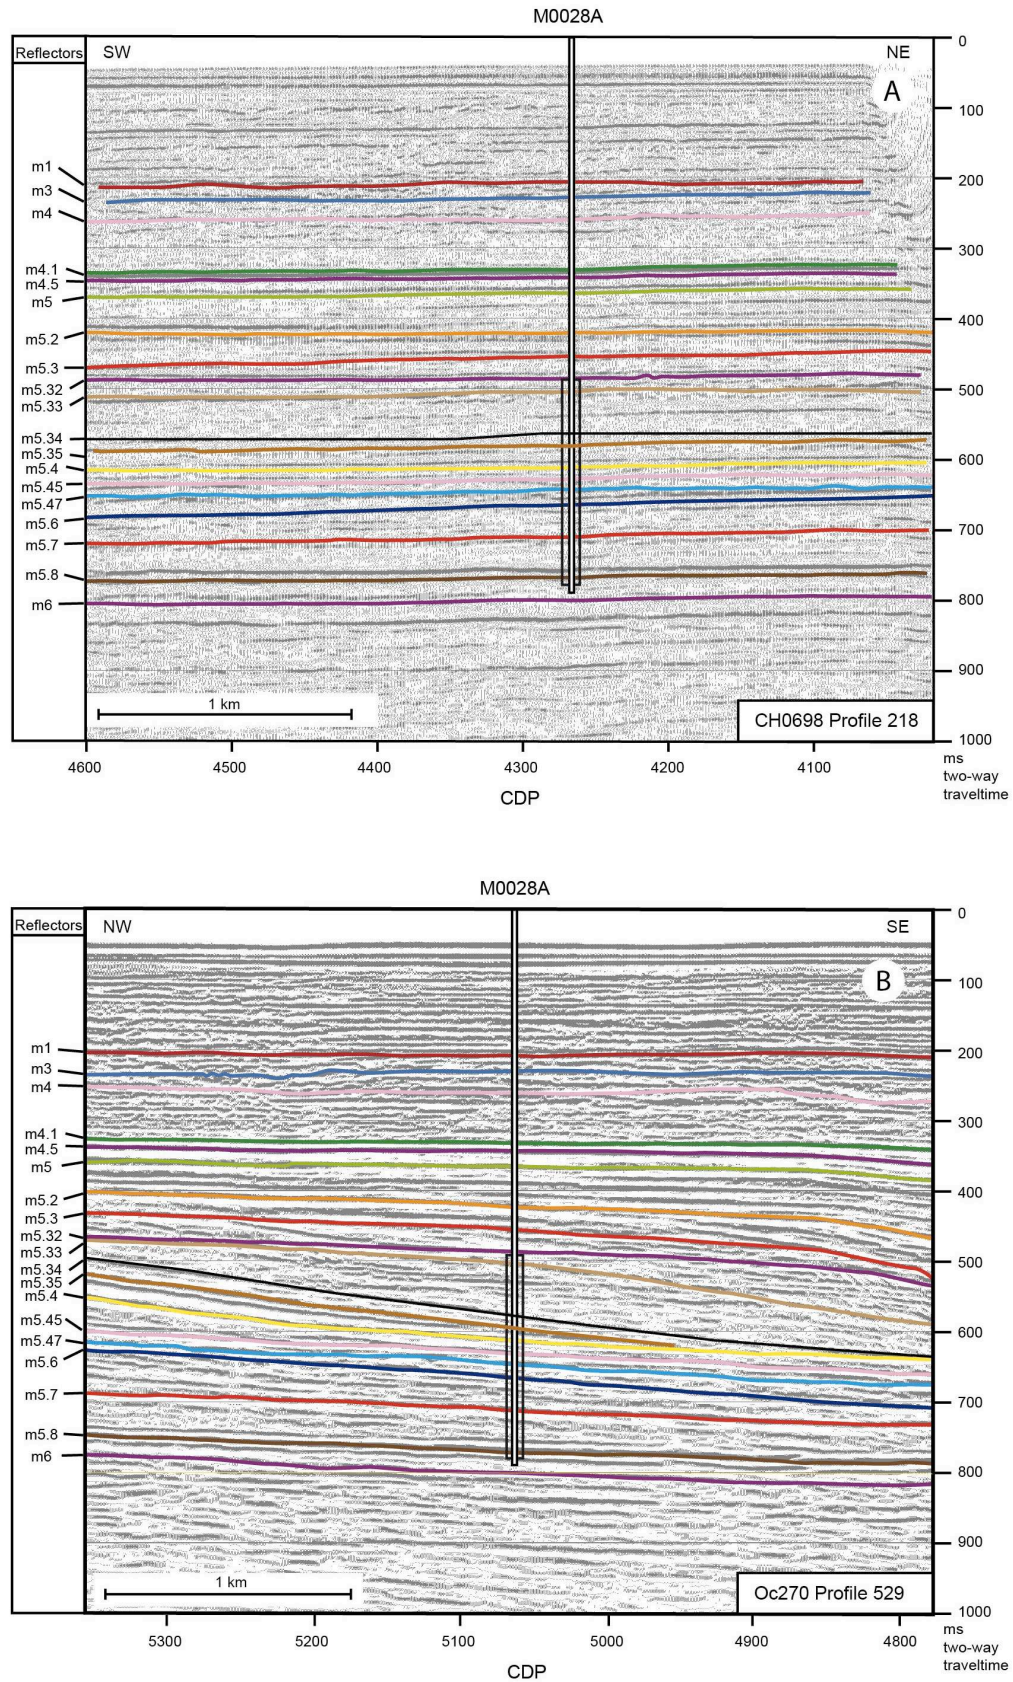 M0028A
Reflectors
SW
NE
A
0
100
200
300
400
500
600
700
800
900
1000
m1
m3
m4
m4.1
m4.5
m5
m5.2
m5.3
m5.32
m5.33
m5.34
m5.35
m5.4
m5.45
m5.47
m5.6
m5.7
m5.8
m6
1 km
CH0698 Profile 218
4600 4500 4400 4300 4200 4100
CDP
ms
two-way
traveltime
M0028A
Reflectors
NW
SE
B
0
100
200
300
400
500
600
700
800
900
1000
m1
m3
m4
m4.1
m4.5
m5
m5.2
m5.3
m5.32
m5.33
m5.34
m5.35
m5.4
m5.45
m5.47
m5.6
m5.7
m5.8
m6
1 km
Oc270 Profile 529
5300 5200 5100 5000 4900 4800
CDP
ms
two-way
traveltime